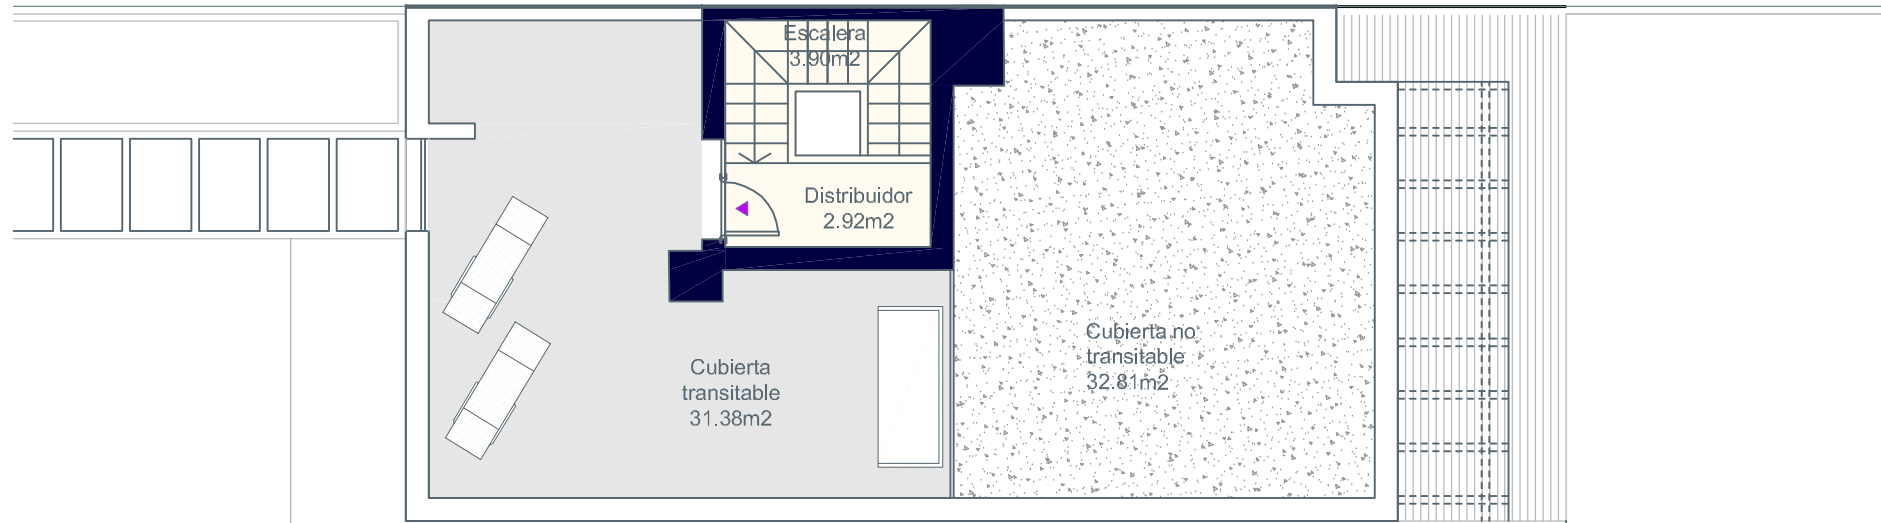 Escalera
3.90m2
Distribuidor
2.92m2
Cubierta
transitable
31.38m2
Cubierta no
transitable
32.81m2